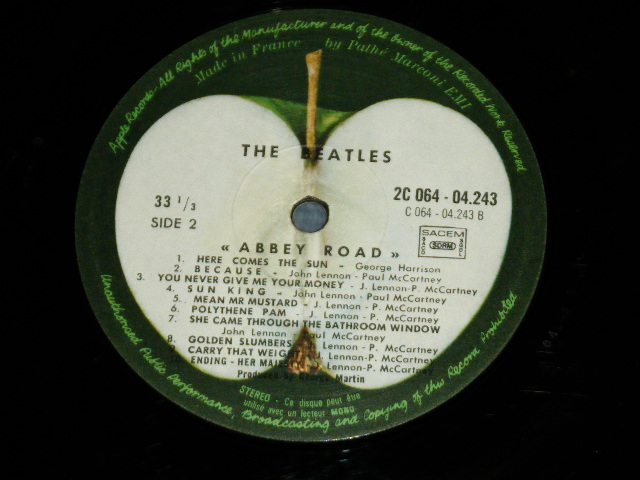 Apple Records - All Rights of the Manufacturer and of the Owner of the Recorded Work Reserved
Made in France by Pathé Marconi EMI
THE BEATLES
33 1/3
SIDE 2
2C 064 - 04.243
C 064 - 04.243 B
SACEM
SDRM
« ABBEY ROAD »
1. HERE COMES THE SUN - George Harrison
2. BECAUSE - John Lennon - Paul McCartney
3. YOU NEVER GIVE ME YOUR MONEY - J. Lennon-P. McCartney
4. SUN KING - John Lennon - Paul McCartney
5. MEAN MR MUSTARD - J. Lennon - P. McCartney
6. POLYTHENE PAM - J. Lennon - P. McCartney
7. SHE CAME THROUGH THE BATHROOM WINDOW
John Lennon - Paul McCartney
8. GOLDEN SLUMBERS - J. Lennon - P. McCartney
9. CARRY THAT WEIGHT - J. Lennon-P. McCartney
10. ENDING - HER MAJESTY - J. Lennon-P. McCartney
Produced by George Martin
STEREO - Ce disque peut être
utilisé avec un lecteur MONO
Unauthorized Public Performance, Broadcasting and Copying of this Record Prohibited